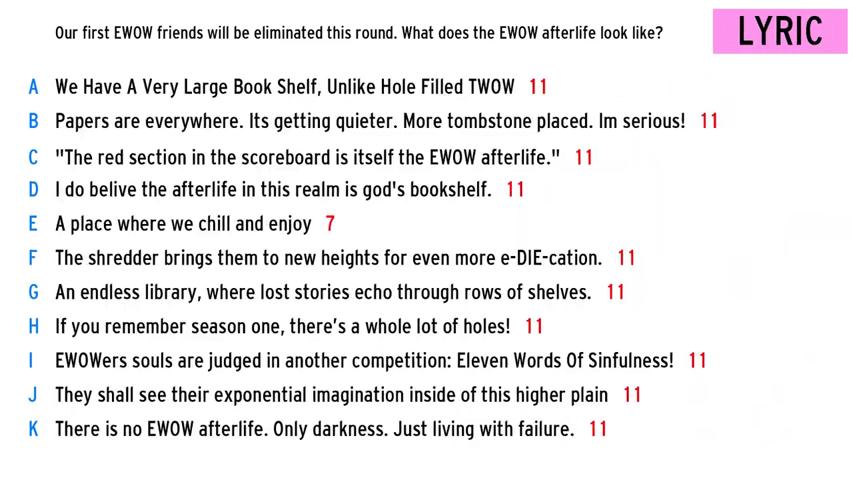 Our first EWOW friends will be eliminated this round. What does the EWOW afterlife look like?
LYRIC
A We Have A Very Large Book Shelf, Unlike Hole Filled TWOW 11
B Papers are everywhere. Its getting quieter. More tombstone placed. Im serious! 11
C "The red section in the scoreboard is itself the EWOW afterlife." 11
D I do belive the afterlife in this realm is god's bookshelf. 11
E A place where we chill and enjoy 7
F The shredder brings them to new heights for even more e-DIE-cation. 11
G An endless library, where lost stories echo through rows of shelves. 11
H If you remember season one, there's a whole lot of holes! 11
I EWOWers souls are judged in another competition: Eleven Words Of Sinfulness! 11
J They shall see their exponential imagination inside of this higher plain 11
K There is no EWOW afterlife. Only darkness. Just living with failure. 11